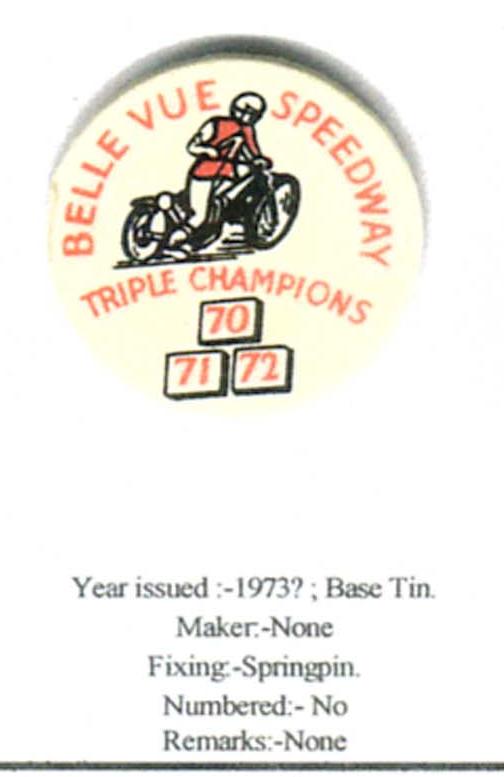 BELLE VUE SPEEDWAY
TRIPLE CHAMPIONS
70
71 72
Year issued :-1973? ; Base Tin.
Maker:-None
Fixing:-Springpin.
Numbered:- No
Remarks:-None